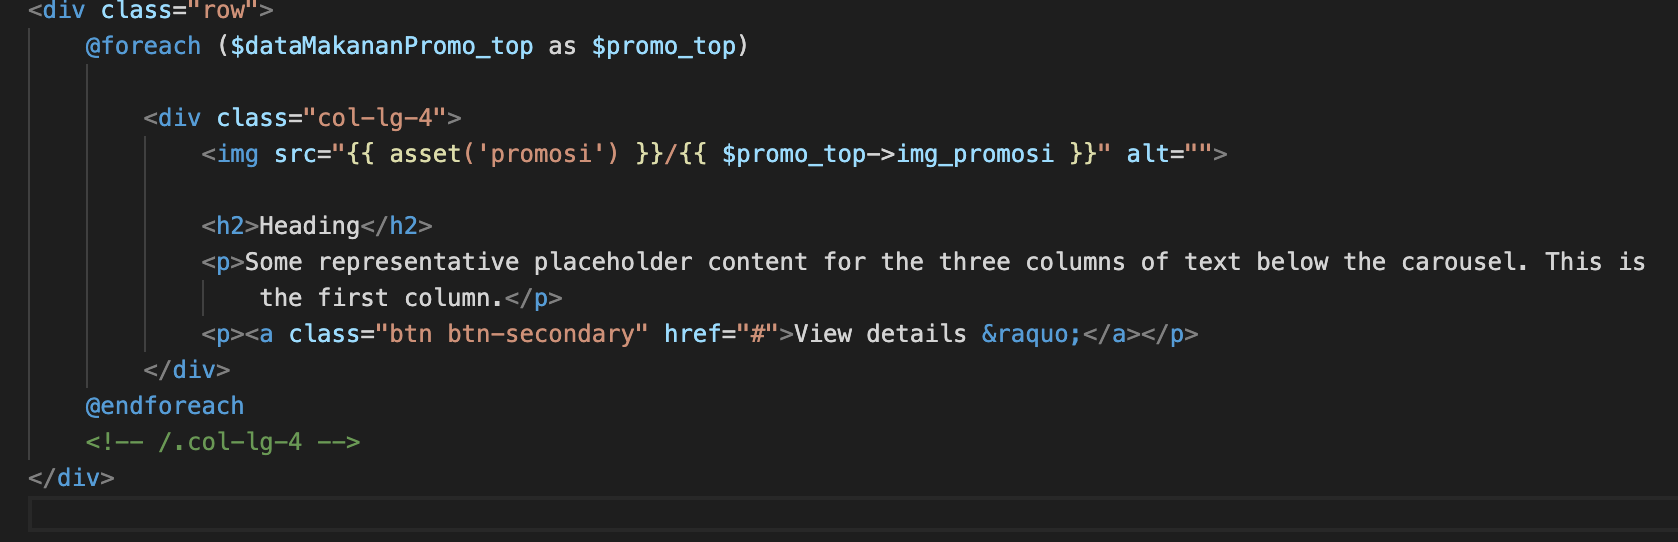 <div class="row">
@foreach ($dataMakananPromo_top as $promo_top)
<div class="col-lg-4">
<img src="{{ asset('promosi') }}/{{ $promo_top->img_promosi }}" alt="">
<h2>Heading</h2>
<p>Some representative placeholder content for the three columns of text below the carousel. This is
the first column.</p>
<p><a class="btn btn-secondary" href="#">View details &raquo;</a></p>
</div>
@endforeach
<!-- /.col-lg-4 -->
</div>